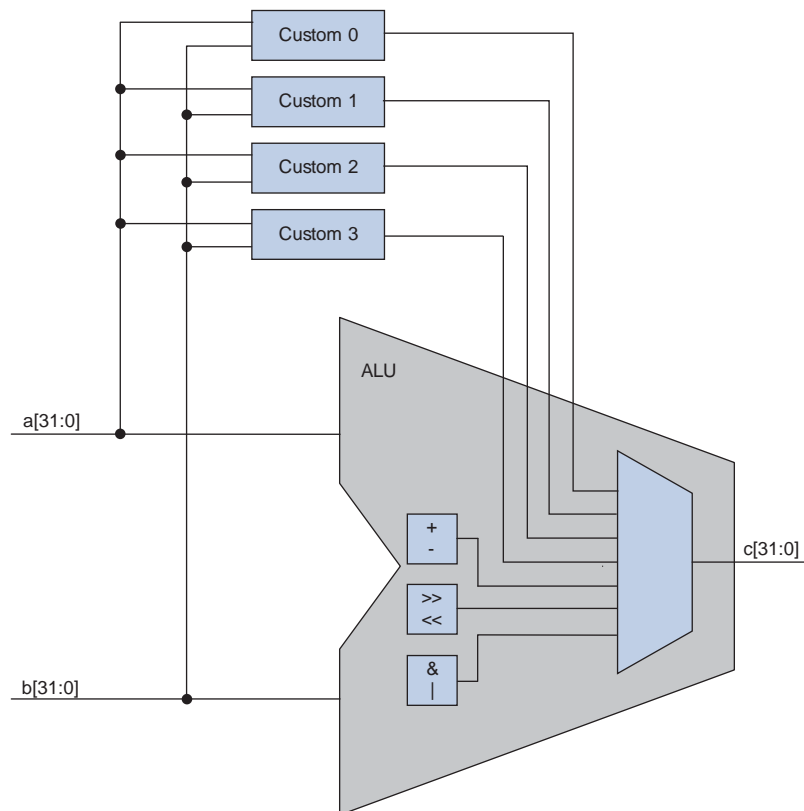 Custom 0
Custom 1
Custom 2
Custom 3
ALU
a[31:0]
+
-
c[31:0]
>>
<<
&
|
b[31:0]